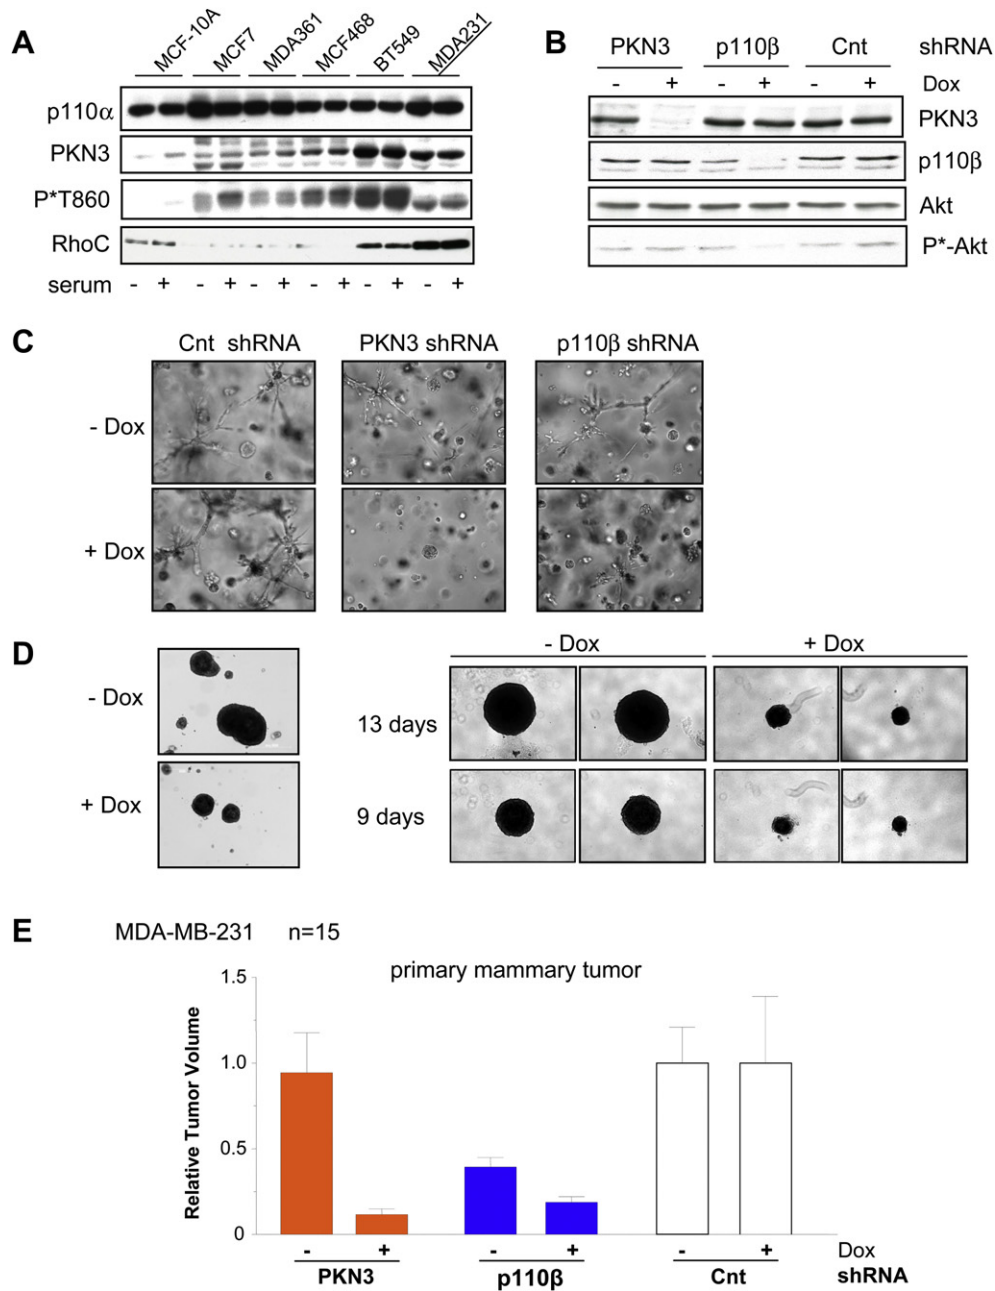 A
MCF-10A MCF7 MDA361 MCF468 BT549 MDA231
p110α
PKN3
P*T860
RhoC
serum - + - + - + - + - + - +
B
PKN3 p110β Cnt shRNA
- + - + - + Dox
PKN3
p110β
Akt
P*-Akt
C
Cnt shRNA PKN3 shRNA p110β shRNA
- Dox
+ Dox
D
- Dox
+ Dox
- Dox + Dox
13 days
9 days
E
MDA-MB-231 n=15
primary mammary tumor
Relative Tumor Volume
1.5
1.0
0.5
0
- + - + - + Dox
PKN3 p110β Cnt shRNA